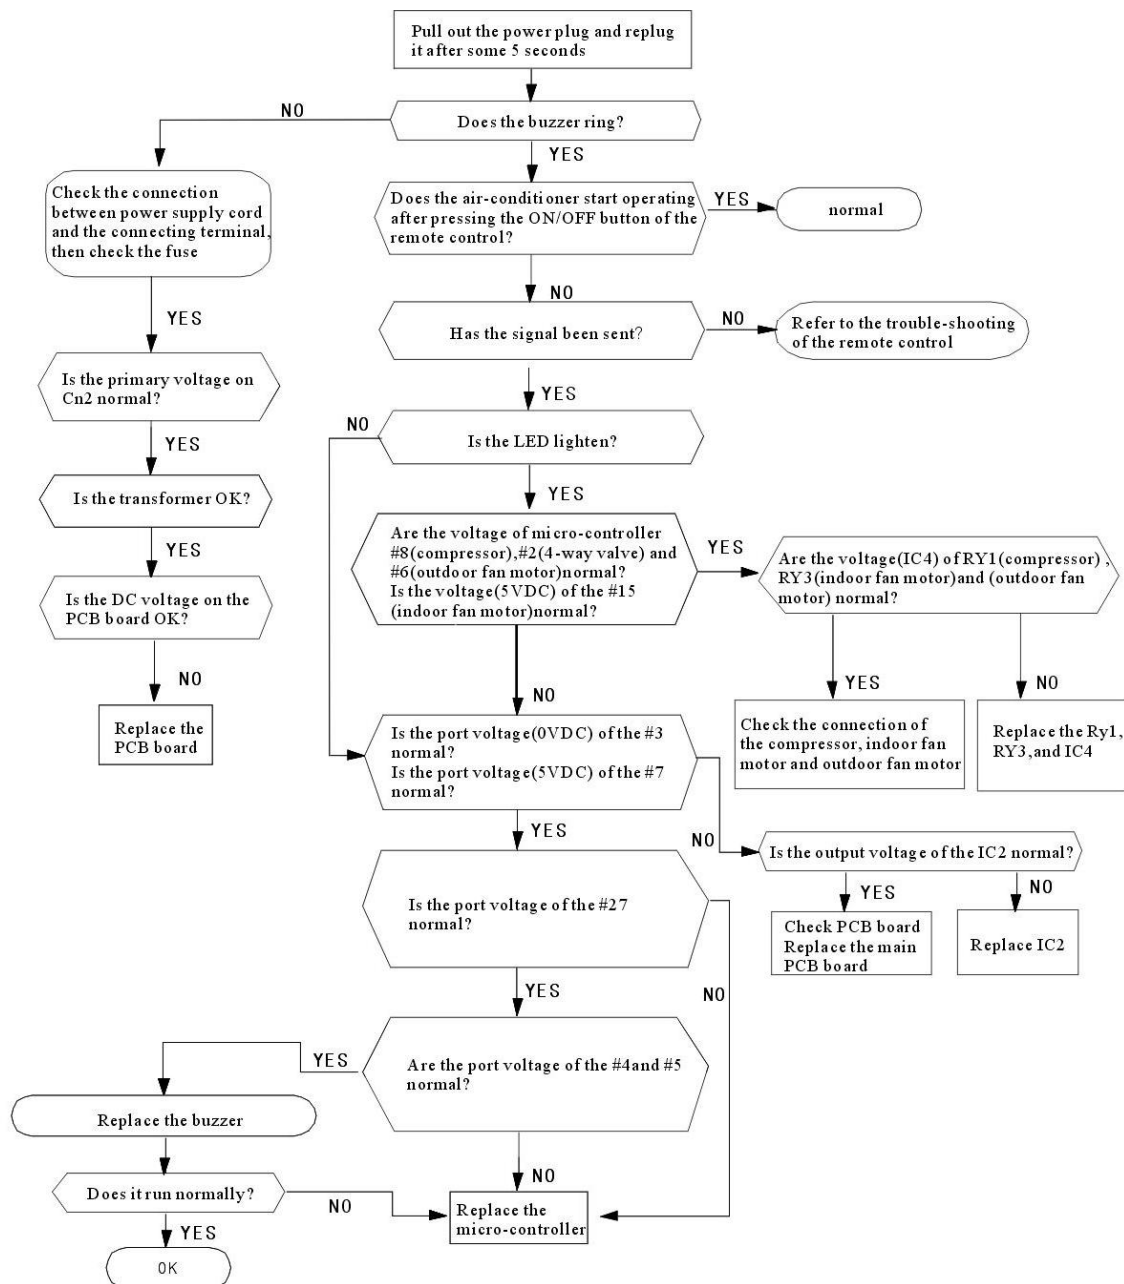 Pull out the power plug and replug
it after some 5 seconds
NO
Does the buzzer ring?
YES
Check the connection
between power supply cord
and the connecting terminal,
then check the fuse
Does the air-conditioner start operating
after pressing the ON/OFF button of the
remote control?
YES
normal
NO
YES
Has the signal been sent?
NO
Refer to the trouble-shooting
of the remote control
Is the primary voltage on
Cn2 normal?
YES
NO
Is the LED lighten?
YES
Is the transformer OK?
YES
Are the voltage of micro-controller
#8(compressor),#2(4-way valve) and
#6(outdoor fan motor)normal?
Is the voltage(5VDC) of the #15
(indoor fan motor)normal?
YES
Are the voltage(IC4) of RY1(compressor) ,
RY3(indoor fan motor)and (outdoor fan
motor) normal?
YES
Is the DC voltage on the
PCB board OK?
NO
Replace the
PCB board
NO
YES
NO
Check the connection of
the compressor, indoor fan
motor and outdoor fan motor
Replace the Ry1,
RY3,and IC4
Is the port voltage(0VDC) of the #3
normal?
Is the port voltage(5VDC) of the #7
normal?
YES
NO
Is the output voltage of the IC2 normal?
YES
NO
Check PCB board
Replace the main
PCB board
Replace IC2
Is the port voltage of the #27
normal?
NO
YES
Are the port voltage of the #4and #5
normal?
YES
Replace the buzzer
NO
Does it run normally?
NO
Replace the
micro-controller
YES
OK